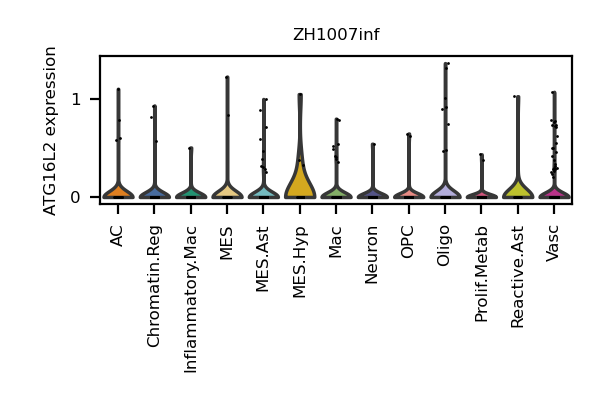 ZH1007inf
ATG16L2 expression
1
0
AC
Chromatin.Reg
Inflammatory.Mac
MES
MES.Ast
MES.Hyp
Mac
Neuron
OPC
Oligo
Prolif.Metab
Reactive.Ast
Vasc